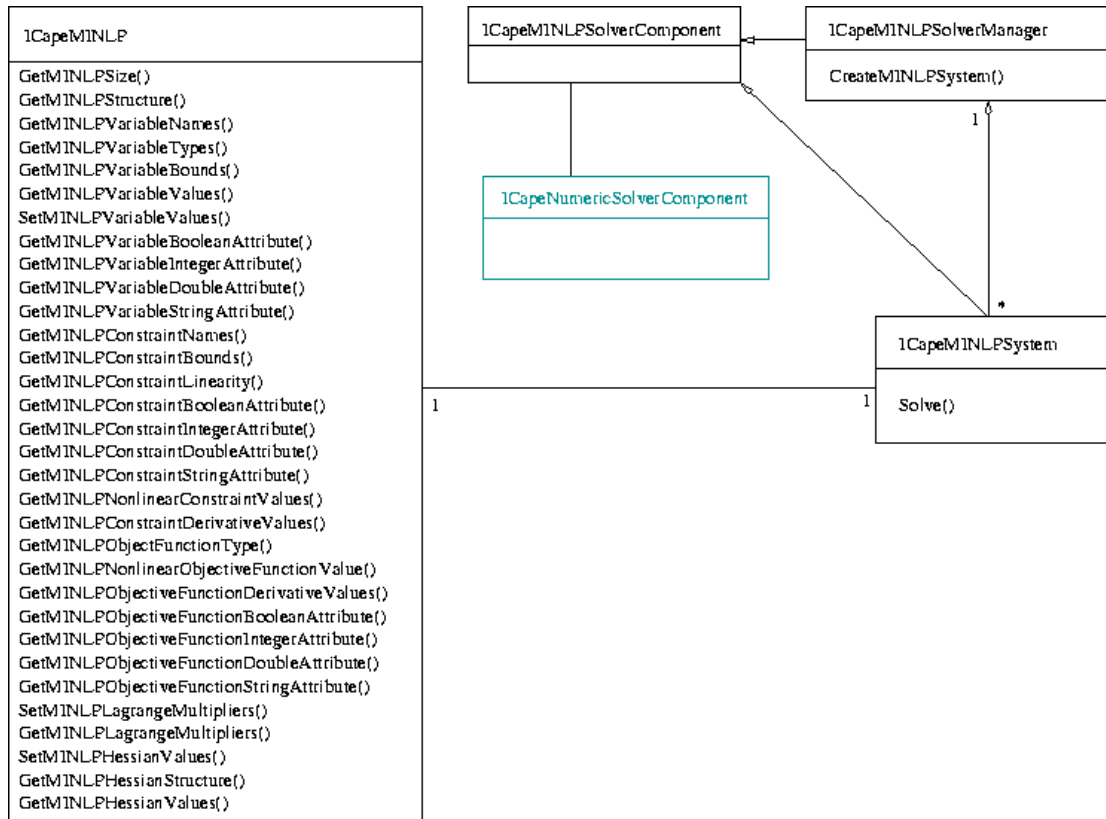 ICapeMINLP
GetMINLPSize()
GetMINLPStructure()
GetMINLPVariableNames()
GetMINLPVariableTypes()
GetMINLPVariableBounds()
GetMINLPVariableValues()
SetMINLPVariableValues()
GetMINLPVariableBooleanAttribute()
GetMINLPVariableIntegerAttribute()
GetMINLPVariableDoubleAttribute()
GetMINLPVariableStringAttribute()
GetMINLPConstraintNames()
GetMINLPConstraintBounds()
GetMINLPConstraintLinearity()
GetMINLPConstraintBooleanAttribute()
GetMINLPConstraintIntegerAttribute()
GetMINLPConstraintDoubleAttribute()
GetMINLPConstraintStringAttribute()
GetMINLPNonlinearConstraintValues()
GetMINLPConstraintDerivativeValues()
GetMINLPObjectFunctionType()
GetMINLPNonlinearObjectiveFunctionValue()
GetMINLPObjectiveFunctionDerivativeValues()
GetMINLPObjectiveFunctionBooleanAttribute()
GetMINLPObjectiveFunctionIntegerAttribute()
GetMINLPObjectiveFunctionDoubleAttribute()
GetMINLPObjectiveFunctionStringAttribute()
SetMINLPLagrangeMultipliers()
GetMINLPLagrangeMultipliers()
SetMINLPHessianValues()
GetMINLPHessianStructure()
GetMINLPHessianValues()
ICapeMINLPSolverComponent
ICapeMINLPSolverManager
CreateMINLPSystem()
1
ICapeNumericSolverComponent
*
ICapeMINLPSystem
Solve()
1
1